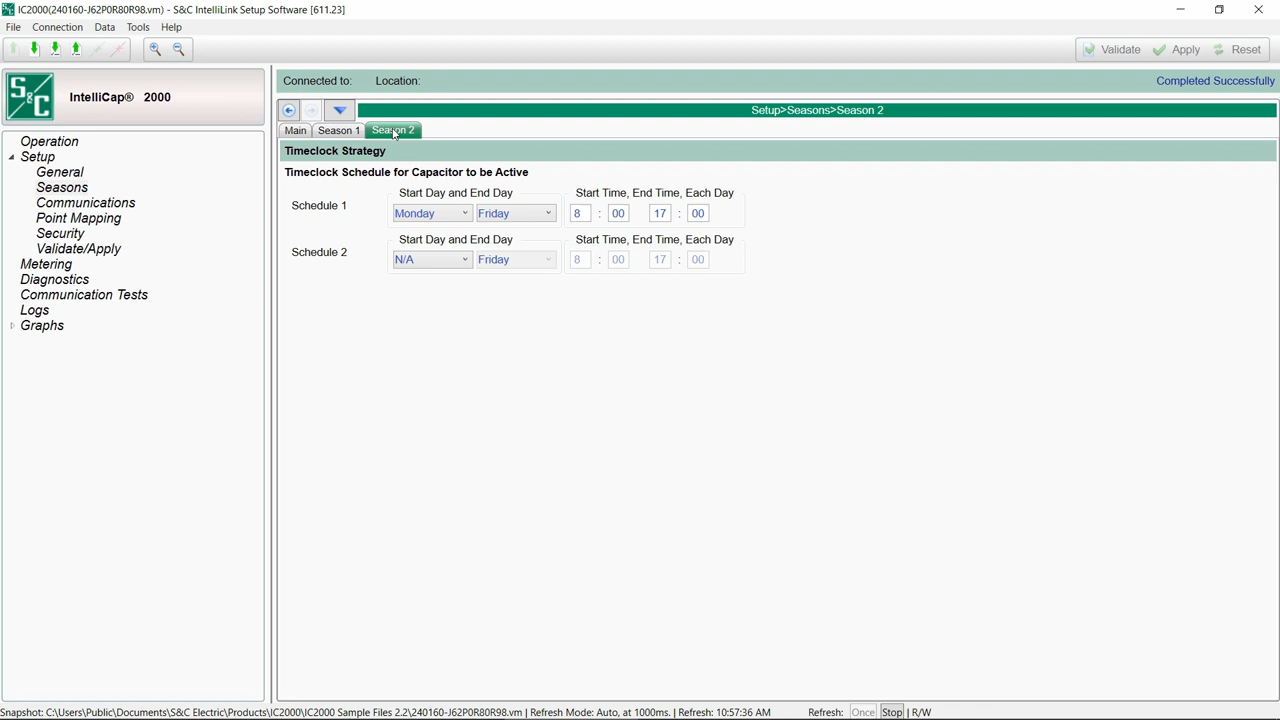 IC2000(240160-J62P0R80R98.vm) - S&C IntelliLink Setup Software [611.23]
File Connection Data Tools Help
Validate Apply Reset
S&C IntelliCap® 2000
Connected to: Location: Completed Successfully
Setup>Seasons>Season 2
Main Season 1 Season 2
Operation
Setup
General
Seasons
Communications
Point Mapping
Security
Validate/Apply
Metering
Diagnostics
Communication Tests
Logs
Graphs
Timeclock Strategy
Timeclock Schedule for Capacitor to be Active
Start Day and End Day Start Time, End Time, Each Day
Schedule 1 Monday Friday 8 : 00 17 : 00
Start Day and End Day Start Time, End Time, Each Day
Schedule 2 N/A Friday 8 : 00 17 : 00
Snapshot: C:\Users\Public\Documents\S&C Electric\Products\IC2000\IC2000 Sample Files 2.2\240160-J62P0R80R98.vm | Refresh Mode: Auto, at 1000ms. | Refresh: 10:57:36 AM Refresh: Once Stop | R/W